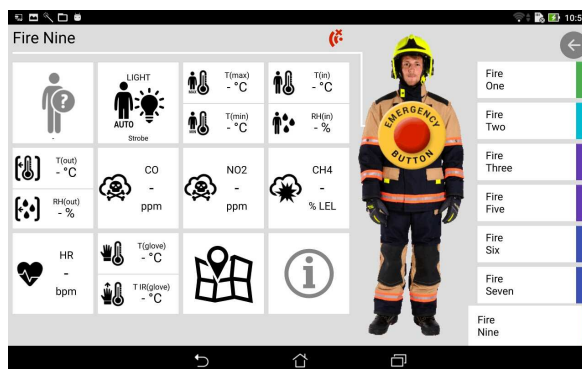 10:5
Fire Nine
-
LIGHT
AUTO
Strobe
T(max)
- °C
T(min)
- °C
T(in)
- °C
RH(in)
- %
T(out)
- °C
RH(out)
- %
CO
-
ppm
NO2
-
ppm
CH4
-
% LEL
HR
-
bpm
T(glove)
- °C
T IR(glove)
- °C
EMERGENCY
BUTTON
Fire
One
Fire
Two
Fire
Three
Fire
Five
Fire
Six
Fire
Seven
Fire
Nine